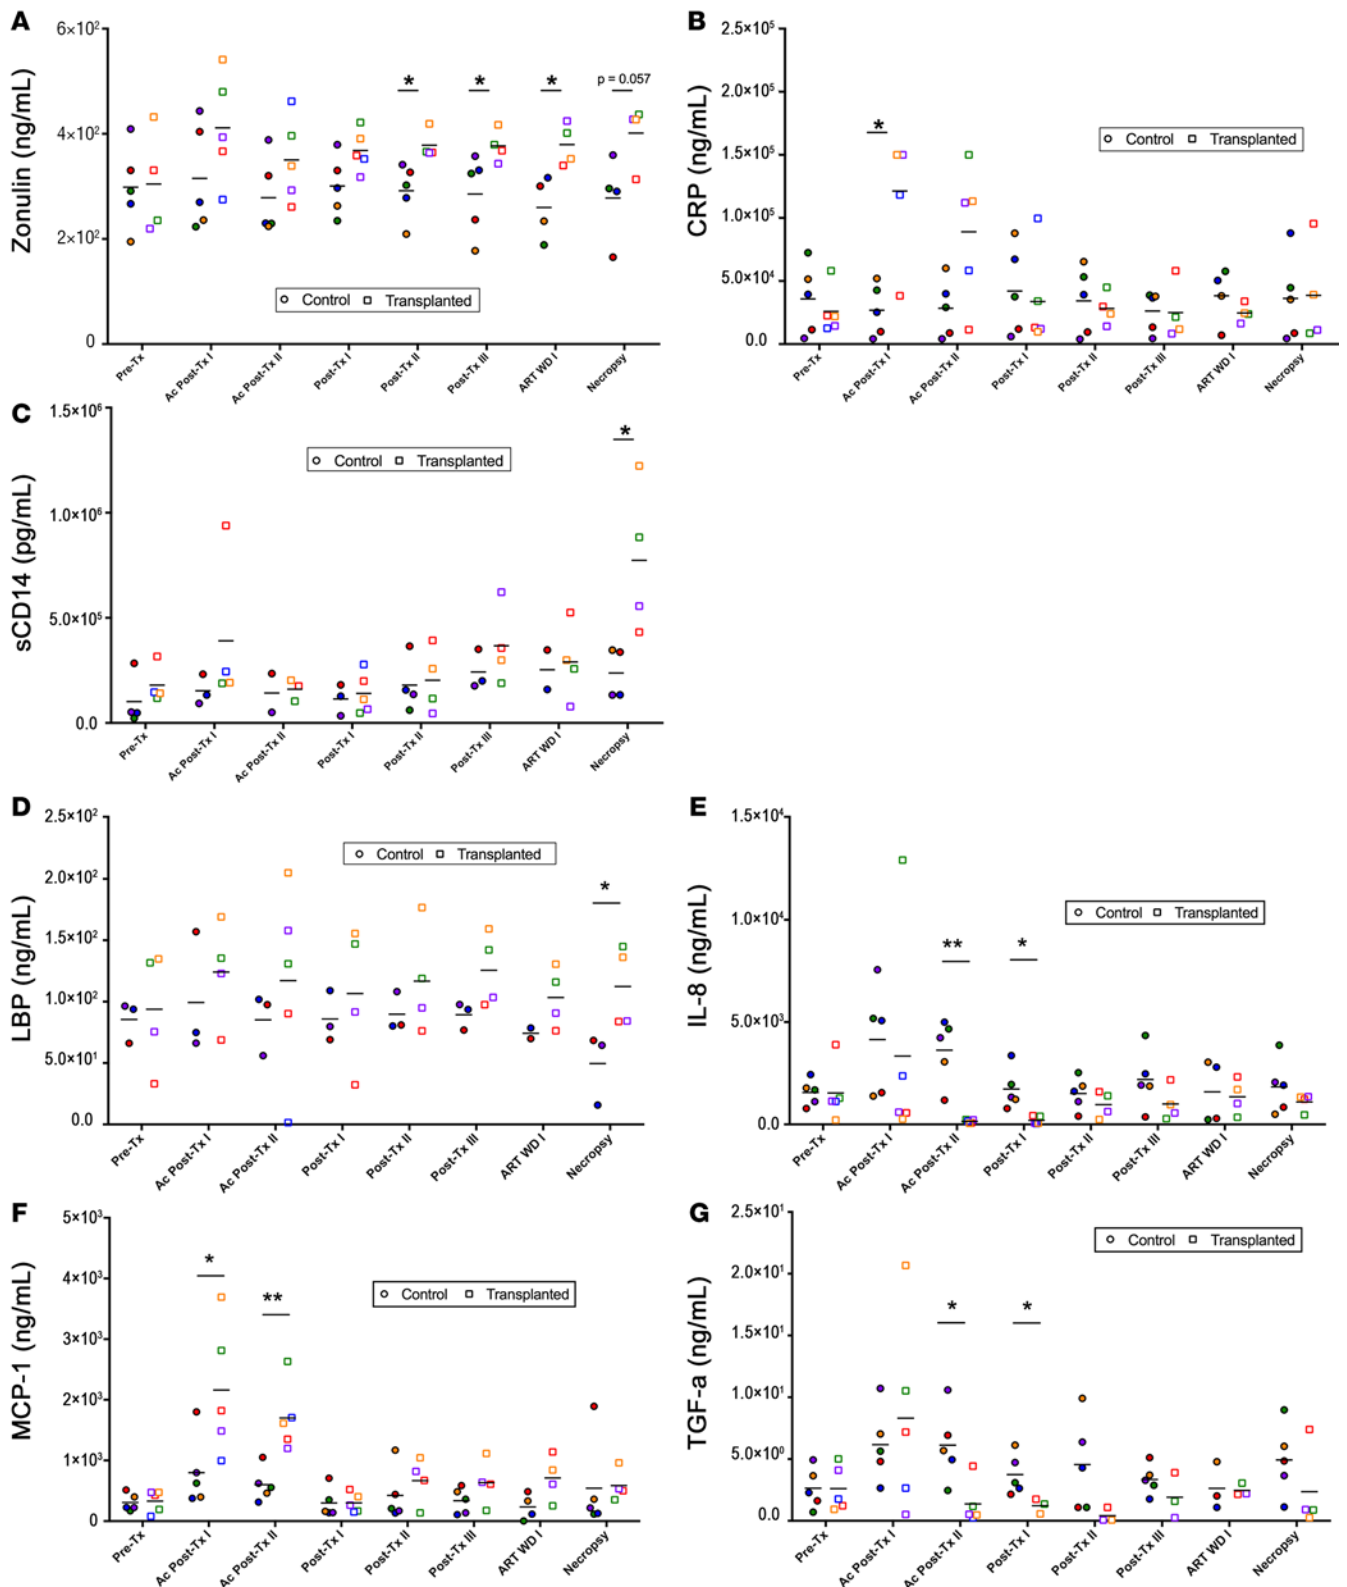 A
Zonulin (ng/mL)
6×10²
4×10²
2×10²
0
* * * p = 0.057
Control Transplanted
Pre-Tx
Ac Post-Tx I
Ac Post-Tx II
Post-Tx I
Post-Tx II
Post-Tx III
ART WD I
Necropsy
B
CRP (ng/mL)
2.5×10⁵
2.0×10⁵
1.5×10⁵
1.0×10⁵
5.0×10⁴
0.0
*
Control Transplanted
Pre-Tx
Ac Post-Tx I
Ac Post-Tx II
Post-Tx I
Post-Tx II
Post-Tx III
ART WD I
Necropsy
C
sCD14 (pg/mL)
1.5×10⁶
1.0×10⁶
5.0×10⁵
0.0
*
Control Transplanted
Pre-Tx
Ac Post-Tx I
Ac Post-Tx II
Post-Tx I
Post-Tx II
Post-Tx III
ART WD I
Necropsy
D
LBP (ng/mL)
2.5×10²
2.0×10²
1.5×10²
1.0×10²
5.0×10¹
0.0
*
Control Transplanted
Pre-Tx
Ac Post-Tx I
Ac Post-Tx II
Post-Tx I
Post-Tx II
Post-Tx III
ART WD I
Necropsy
E
IL-8 (ng/mL)
1.5×10⁴
1.0×10⁴
5.0×10³
0.0
** *
Control Transplanted
Pre-Tx
Ac Post-Tx I
Ac Post-Tx II
Post-Tx I
Post-Tx II
Post-Tx III
ART WD I
Necropsy
F
MCP-1 (ng/mL)
5×10³
4×10³
3×10³
2×10³
1×10³
0
* **
Control Transplanted
Pre-Tx
Ac Post-Tx I
Ac Post-Tx II
Post-Tx I
Post-Tx II
Post-Tx III
ART WD I
Necropsy
G
TGF-a (ng/mL)
2.5×10¹
2.0×10¹
1.5×10¹
1.0×10¹
5.0×10⁰
0.0
* *
Control Transplanted
Pre-Tx
Ac Post-Tx I
Ac Post-Tx II
Post-Tx I
Post-Tx II
Post-Tx III
ART WD I
Necropsy